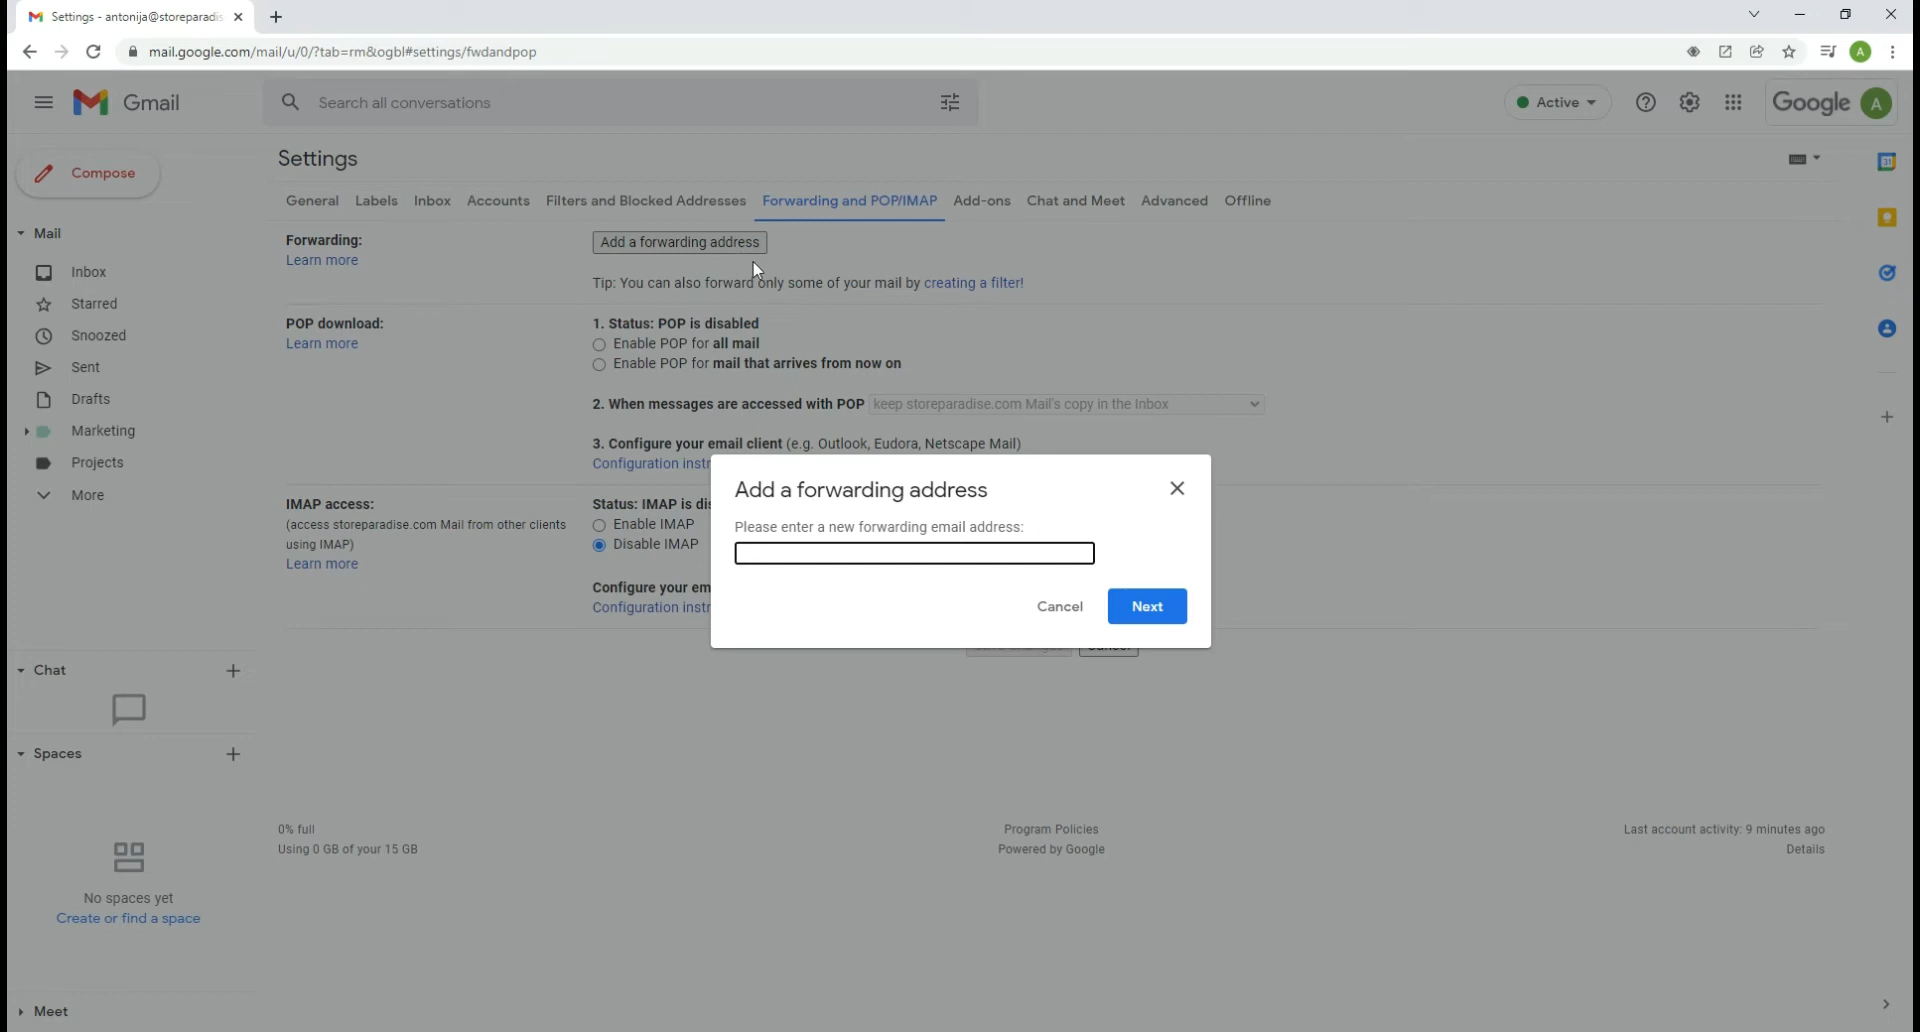 Settings - antonija@storeparadis
mail.google.com/mail/u/0/?tab=rm&ogbl#settings/fwdandpop
A
Gmail
Search all conversations
Active
Google A
Compose
Settings
31
General Labels Inbox Accounts Filters and Blocked Addresses Forwarding and POP/IMAP Add-ons Chat and Meet Advanced Offline
Mail
Inbox
Starred
Snoozed
Sent
Drafts
Marketing
Projects
More
Forwarding:
Learn more
Add a forwarding address
Tip: You can also forward only some of your mail by creating a filter!
POP download:
Learn more
1. Status: POP is disabled
Enable POP for all mail
Enable POP for mail that arrives from now on
2. When messages are accessed with POP keep storeparadise.com Mail's copy in the Inbox
3. Configure your email client (e.g. Outlook, Eudora, Netscape Mail)
Configuration instr
IMAP access:
(access storeparadise.com Mail from other clients
using IMAP)
Learn more
Status: IMAP is dis
Enable IMAP
Disable IMAP
Configure your em
Configuration instr
Add a forwarding address
Please enter a new forwarding email address:
Cancel Next
Chat
Spaces
No spaces yet
Create or find a space
Meet
0% full
Using 0 GB of your 15 GB
Program Policies
Powered by Google
Last account activity: 9 minutes ago
Details